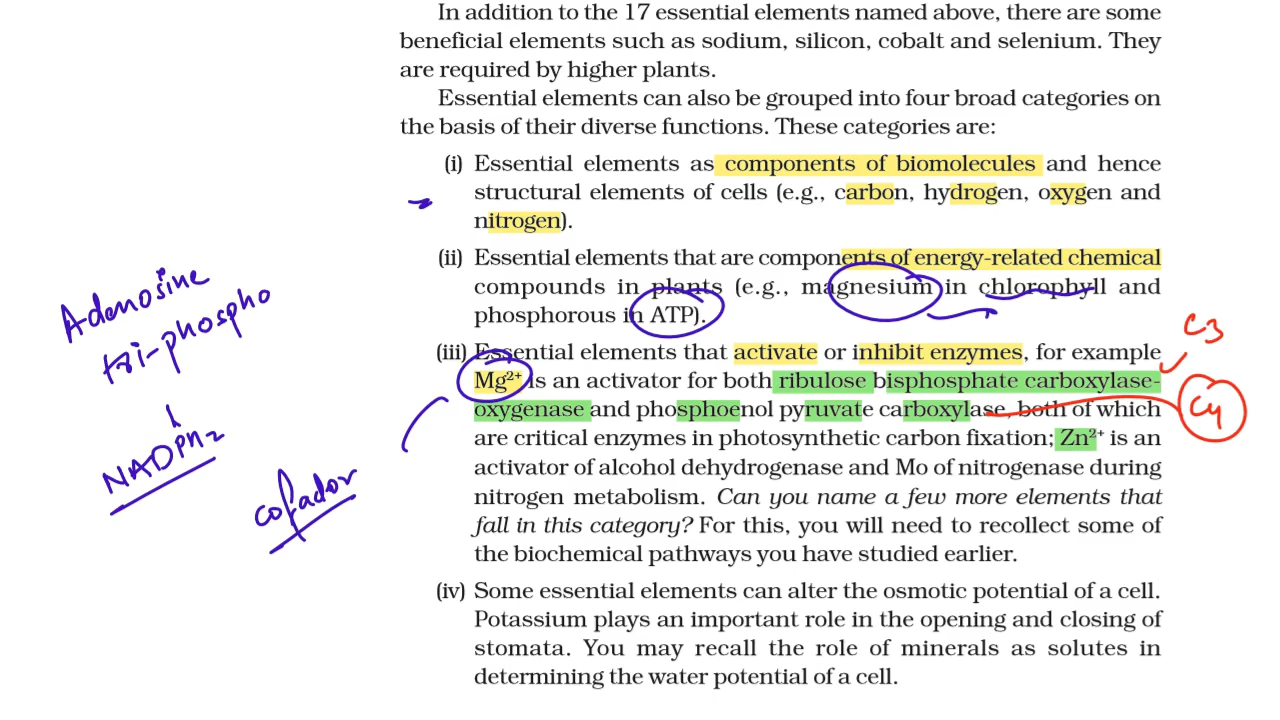 In addition to the 17 essential elements named above, there are some
beneficial elements such as sodium, silicon, cobalt and selenium. They
are required by higher plants.
Essential elements can also be grouped into four broad categories on
the basis of their diverse functions. These categories are:
(i) Essential elements as components of biomolecules and hence
structural elements of cells (e.g., carbon, hydrogen, oxygen and
nitrogen).
(ii) Essential elements that are components of energy-related chemical
compounds in plants (e.g., magnesium in chlorophyll and
phosphorous in ATP).
(iii) Essential elements that activate or inhibit enzymes, for example
Mg²⁺ is an activator for both ribulose bisphosphate carboxylase-
oxygenase and phosphoenol pyruvate carboxylase, both of which
are critical enzymes in photosynthetic carbon fixation; Zn²⁺ is an
activator of alcohol dehydrogenase and Mo of nitrogenase during
nitrogen metabolism. Can you name a few more elements that
fall in this category? For this, you will need to recollect some of
the biochemical pathways you have studied earlier.
(iv) Some essential elements can alter the osmotic potential of a cell.
Potassium plays an important role in the opening and closing of
stomata. You may recall the role of minerals as solutes in
determining the water potential of a cell.
Adenosine
tri-phospho
NADPH2
cofactor
C3
C4